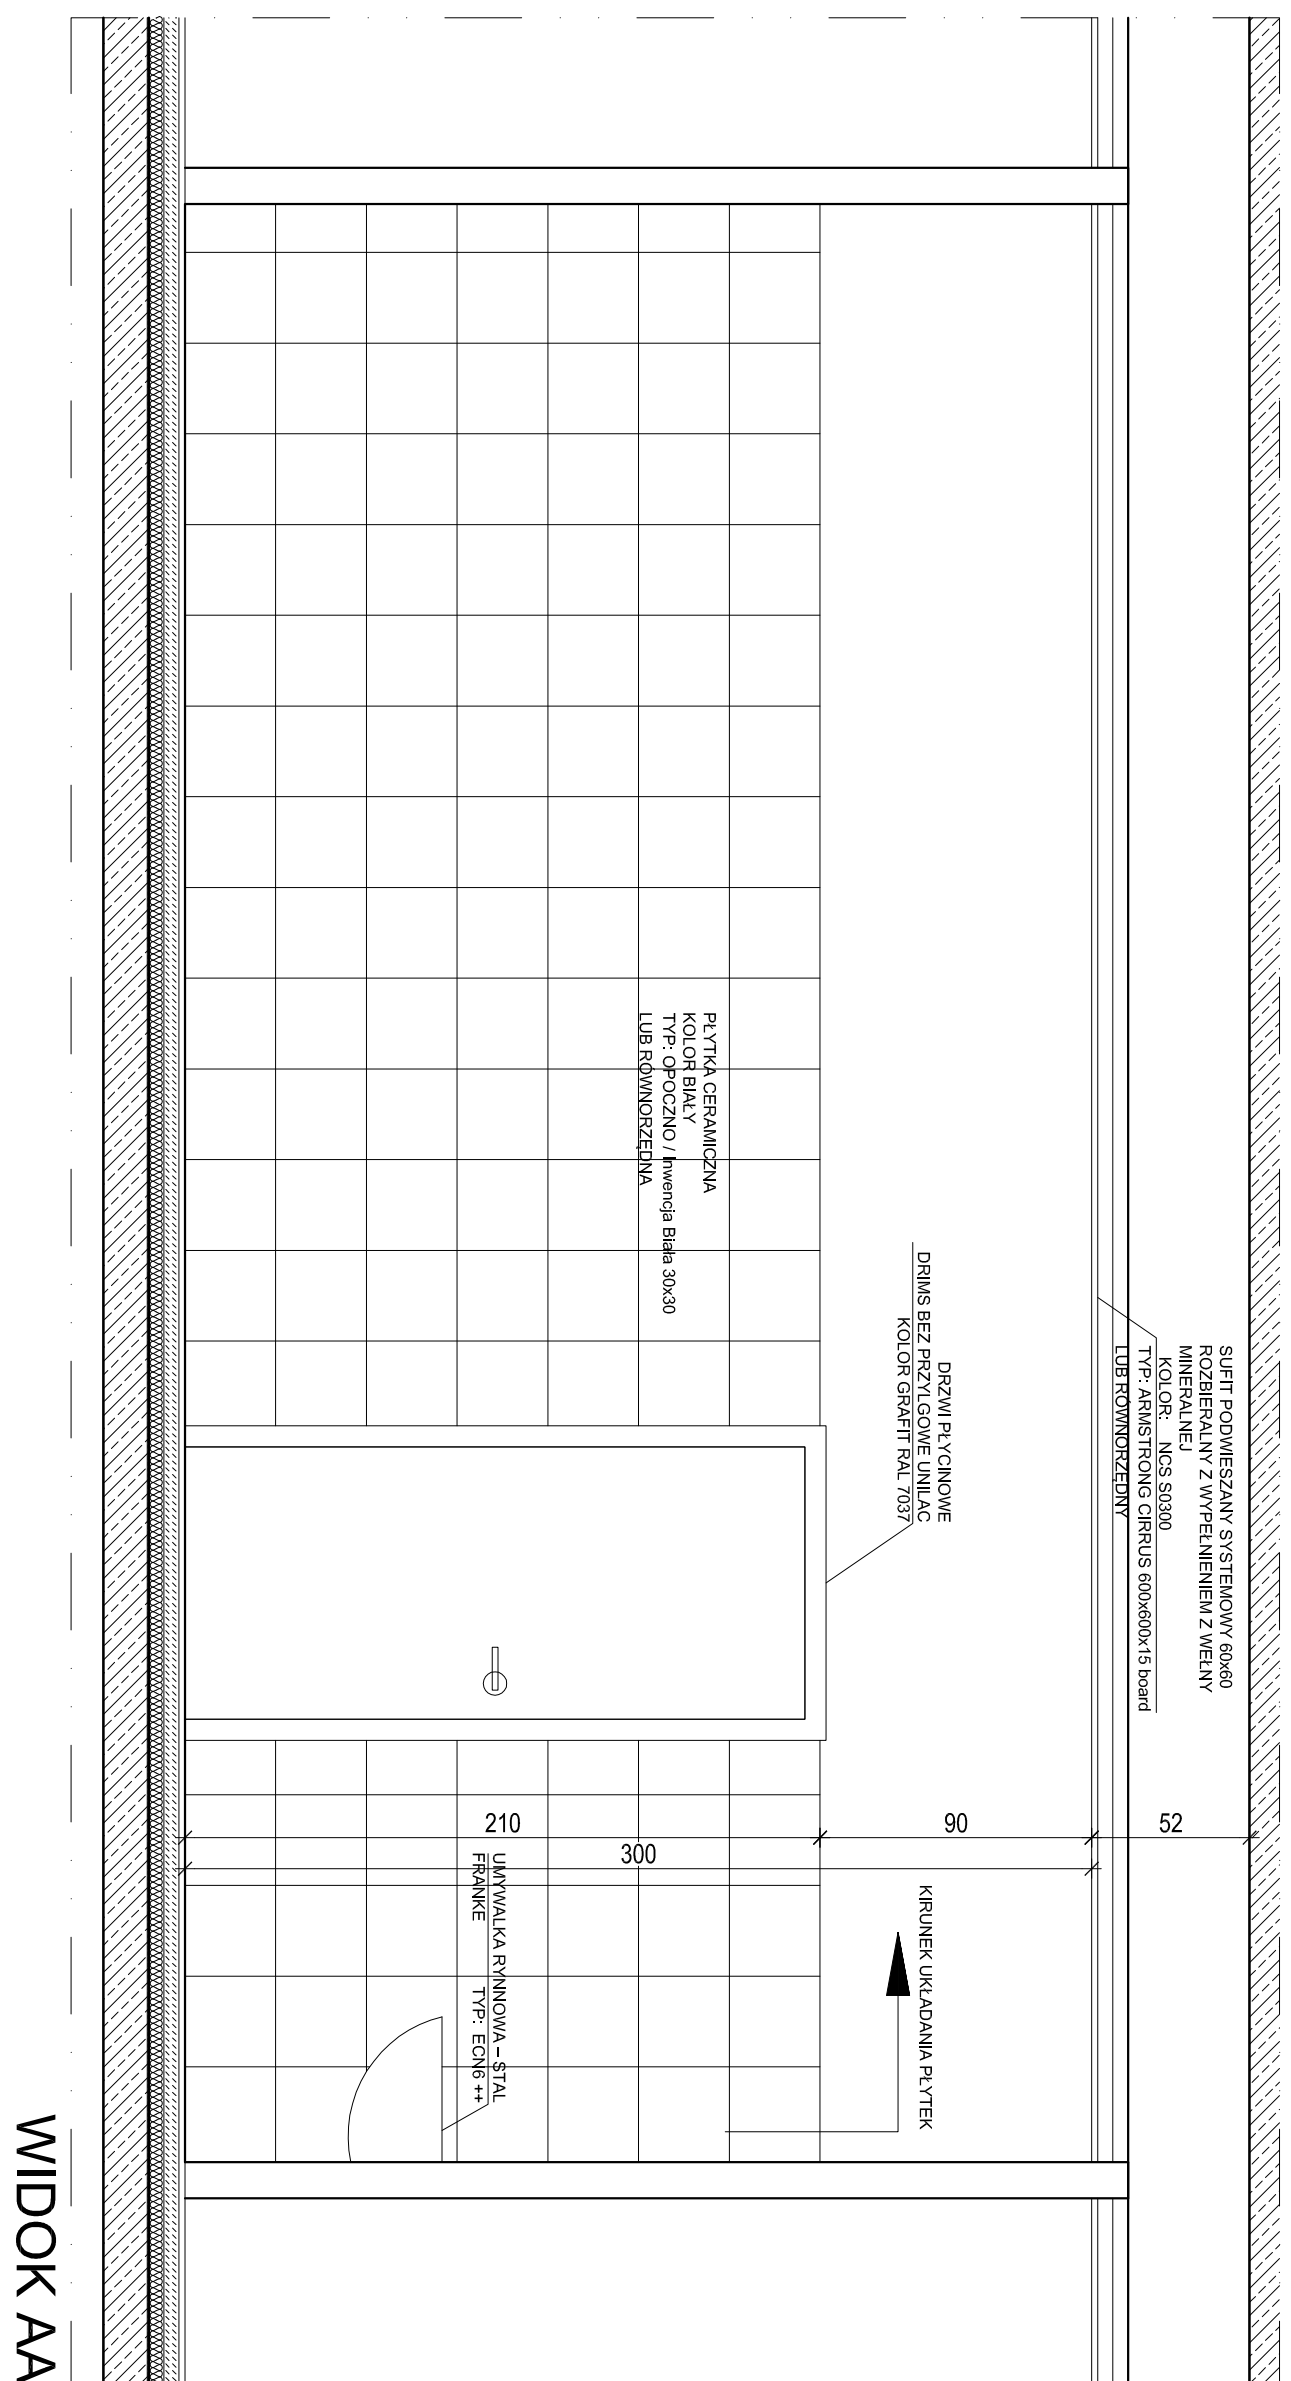 SUFIT PODWIESZANY SYSTEMOWY 60x60
ROZBIERALNY Z WYPEŁNIENIEM Z WEŁNY
MINERALNEJ
KOLOR: NCS S0300
TYP: ARMSTRONG CIRRUS 600x600x15 board
LUB RÓWNORZĘDNY
DRZWI PŁYCINOWE
DRIMS BEZ PRZYLGOWE UNILAC
KOLOR GRAFIT RAL 7037
KIRUNEK UKŁADANIA PŁYTEK
PŁYTKA CERAMICZNA
KOLOR BIAŁY
TYP: OPOCZNO / Inwencja Biała 30x30
LUB RÓWNORZĘDNA
UMYWALKA RYNNOWA – STAL
FRANKE TYP: ECN6 ++
52
90
210
300
WIDOK AA